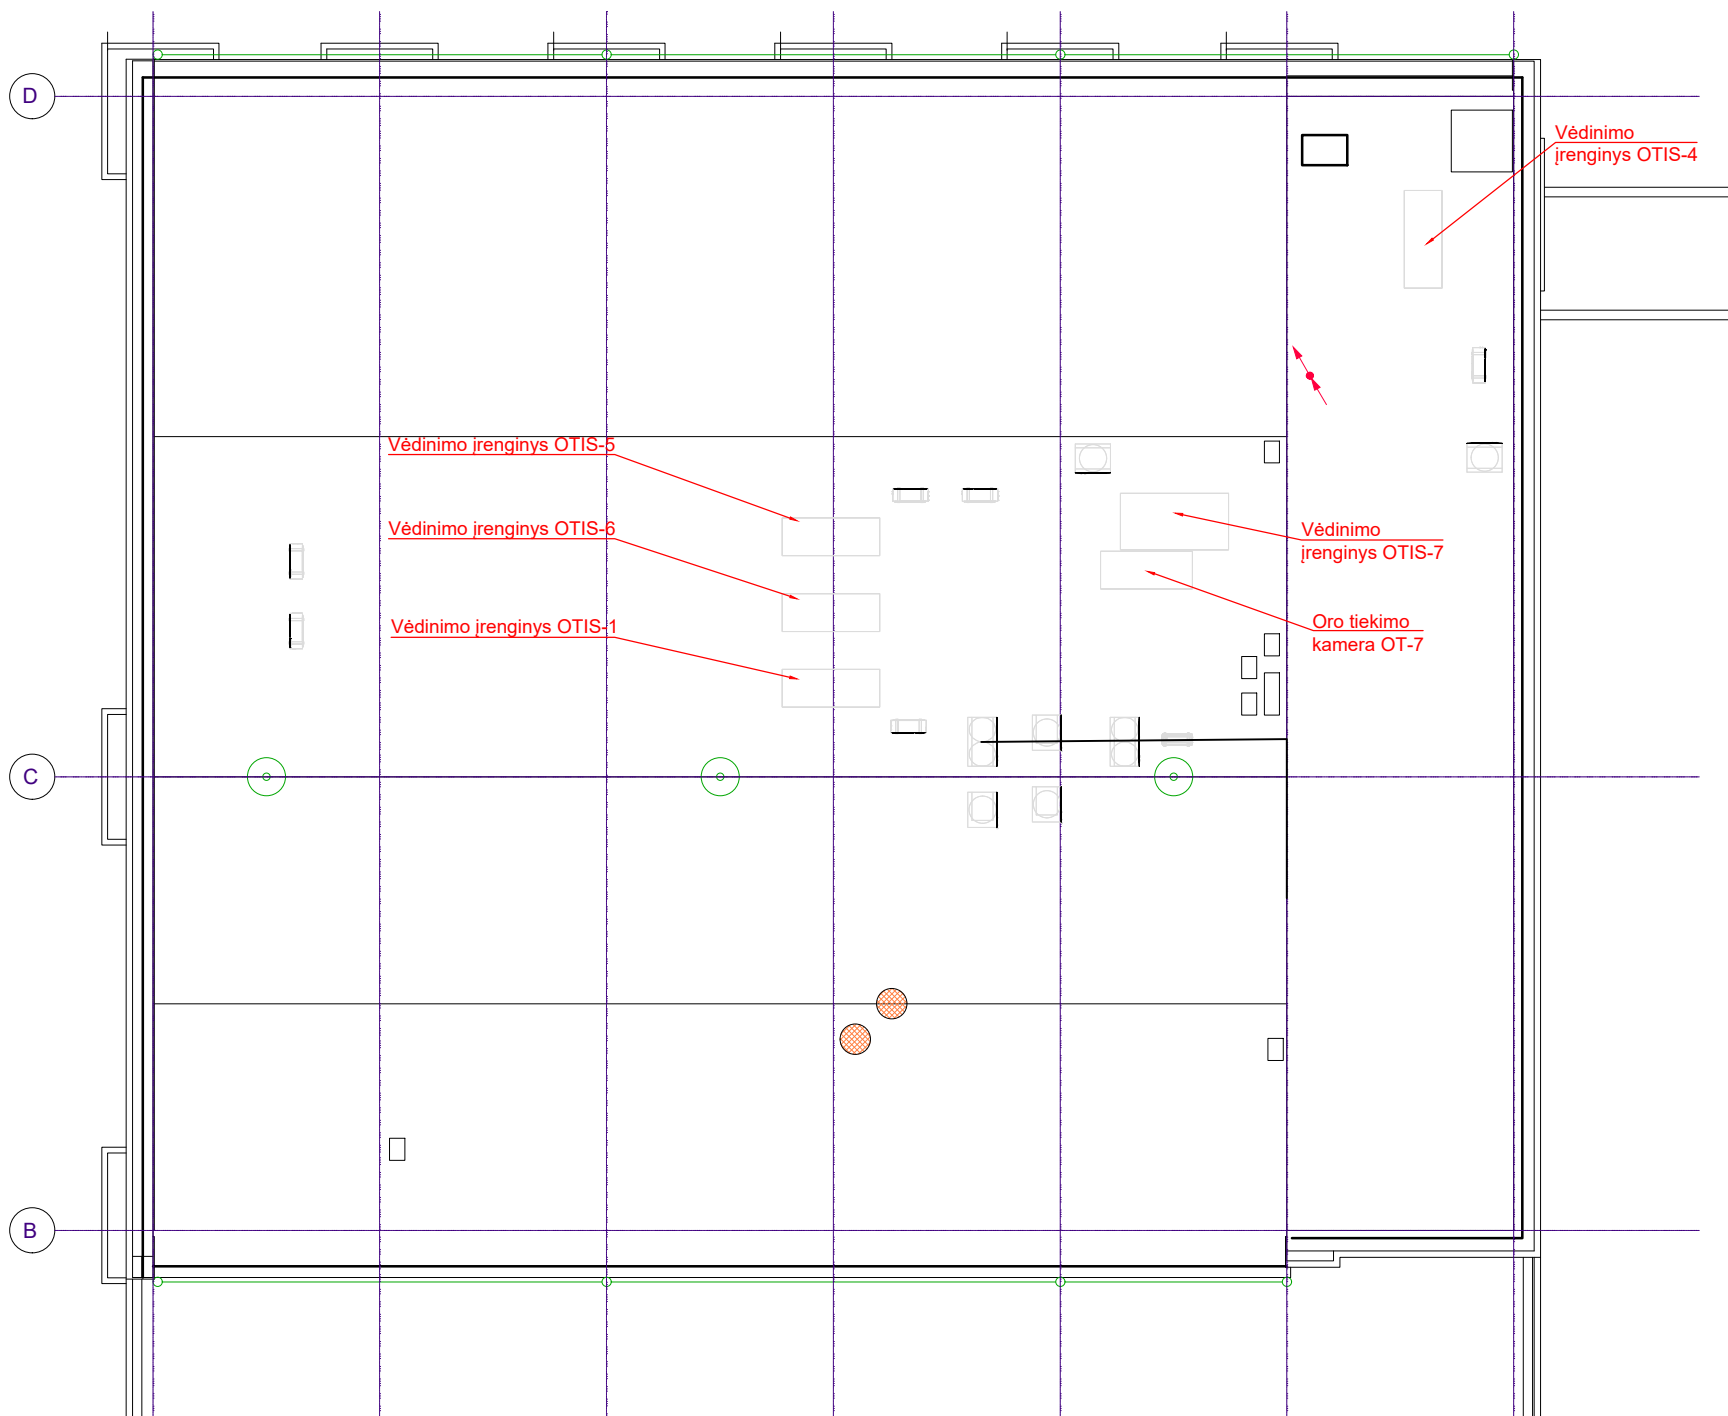 D
Vėdinimo
įrenginys OTIS-4
Vėdinimo įrenginys OTIS-5
Vėdinimo įrenginys OTIS-6
Vėdinimo
įrenginys OTIS-7
Vėdinimo įrenginys OTIS-1
Oro tiekimo
kamera OT-7
C
B